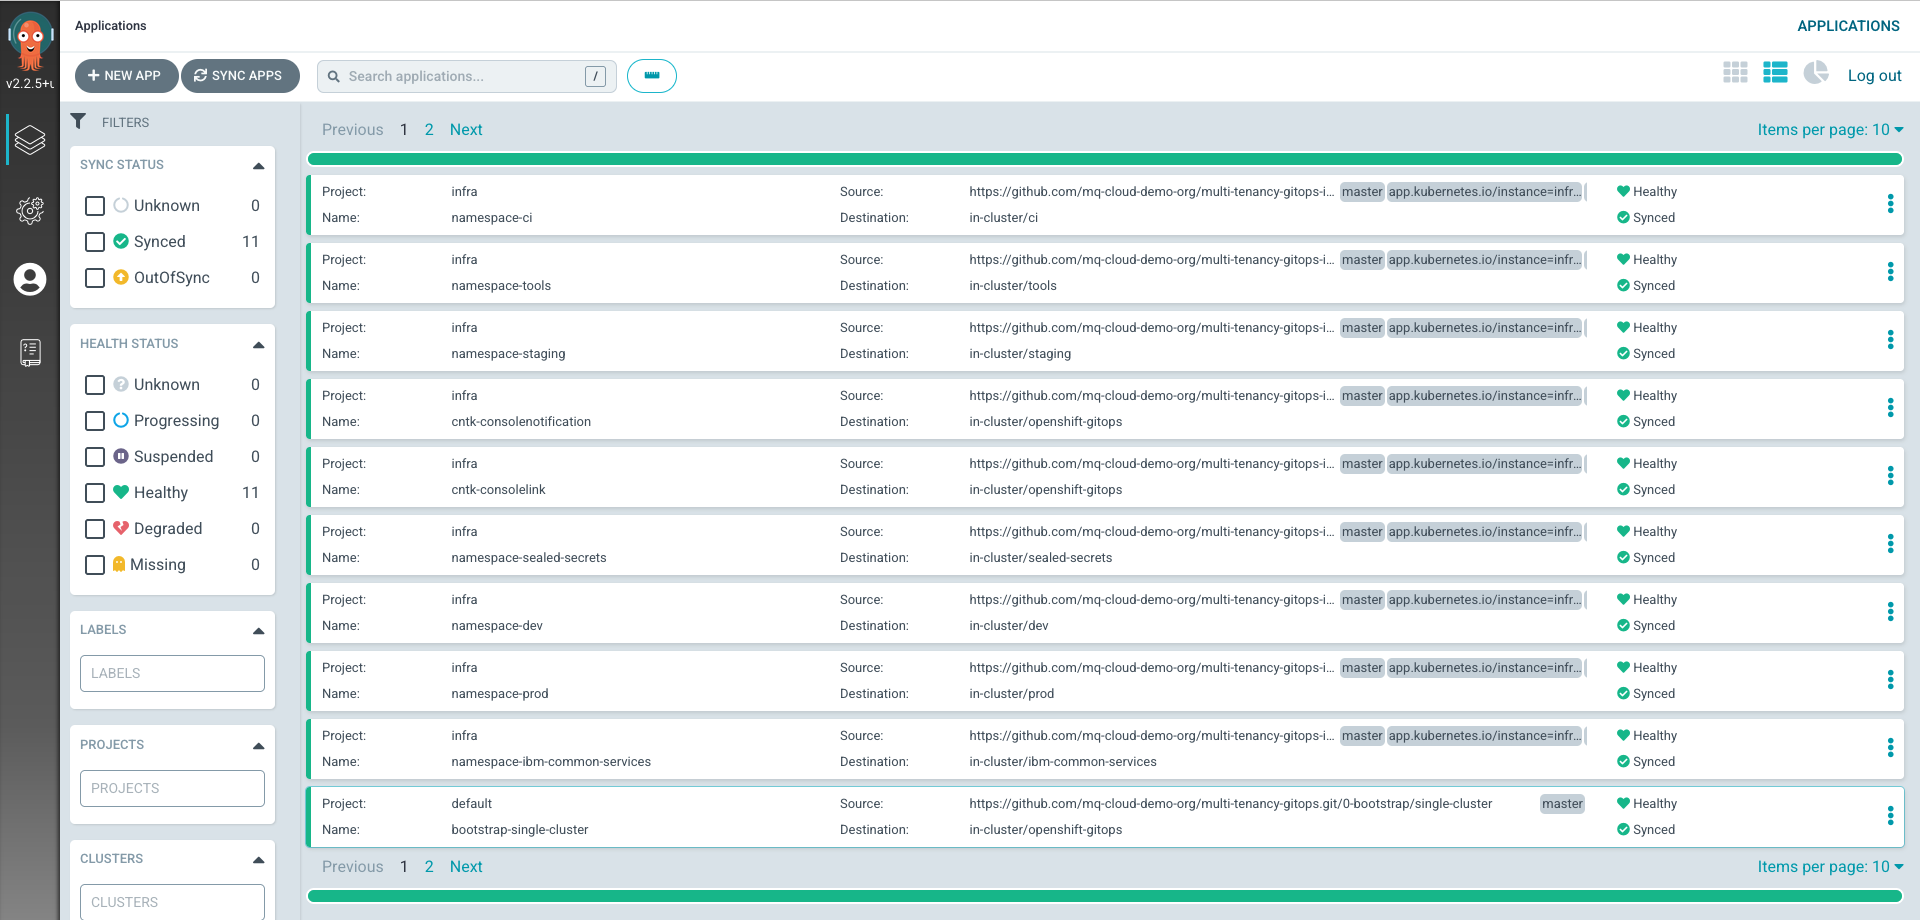 Applications
APPLICATIONS
v2.2.5+u
NEW APP
SYNC APPS
Search applications...
/
Log out
FILTERS
SYNC STATUS
Unknown 0
Synced 11
OutOfSync 0
HEALTH STATUS
Unknown 0
Progressing 0
Suspended 0
Healthy 11
Degraded 0
Missing 0
LABELS
LABELS
PROJECTS
PROJECTS
CLUSTERS
CLUSTERS
Previous 1 2 Next Items per page: 10
Project: infra Source: https://github.com/mq-cloud-demo-org/multi-tenancy-gitops-i... master app.kubernetes.io/instance=infr... Healthy
Name: namespace-ci Destination: in-cluster/ci Synced
Project: infra Source: https://github.com/mq-cloud-demo-org/multi-tenancy-gitops-i... master app.kubernetes.io/instance=infr... Healthy
Name: namespace-tools Destination: in-cluster/tools Synced
Project: infra Source: https://github.com/mq-cloud-demo-org/multi-tenancy-gitops-i... master app.kubernetes.io/instance=infr... Healthy
Name: namespace-staging Destination: in-cluster/staging Synced
Project: infra Source: https://github.com/mq-cloud-demo-org/multi-tenancy-gitops-i... master app.kubernetes.io/instance=infr... Healthy
Name: cntk-consolenotification Destination: in-cluster/openshift-gitops Synced
Project: infra Source: https://github.com/mq-cloud-demo-org/multi-tenancy-gitops-i... master app.kubernetes.io/instance=infr... Healthy
Name: cntk-consolelink Destination: in-cluster/openshift-gitops Synced
Project: infra Source: https://github.com/mq-cloud-demo-org/multi-tenancy-gitops-i... master app.kubernetes.io/instance=infr... Healthy
Name: namespace-sealed-secrets Destination: in-cluster/sealed-secrets Synced
Project: infra Source: https://github.com/mq-cloud-demo-org/multi-tenancy-gitops-i... master app.kubernetes.io/instance=infr... Healthy
Name: namespace-dev Destination: in-cluster/dev Synced
Project: infra Source: https://github.com/mq-cloud-demo-org/multi-tenancy-gitops-i... master app.kubernetes.io/instance=infr... Healthy
Name: namespace-prod Destination: in-cluster/prod Synced
Project: infra Source: https://github.com/mq-cloud-demo-org/multi-tenancy-gitops-i... master app.kubernetes.io/instance=infr... Healthy
Name: namespace-ibm-common-services Destination: in-cluster/ibm-common-services Synced
Project: default Source: https://github.com/mq-cloud-demo-org/multi-tenancy-gitops.git/0-bootstrap/single-cluster master Healthy
Name: bootstrap-single-cluster Destination: in-cluster/openshift-gitops Synced
Previous 1 2 Next Items per page: 10